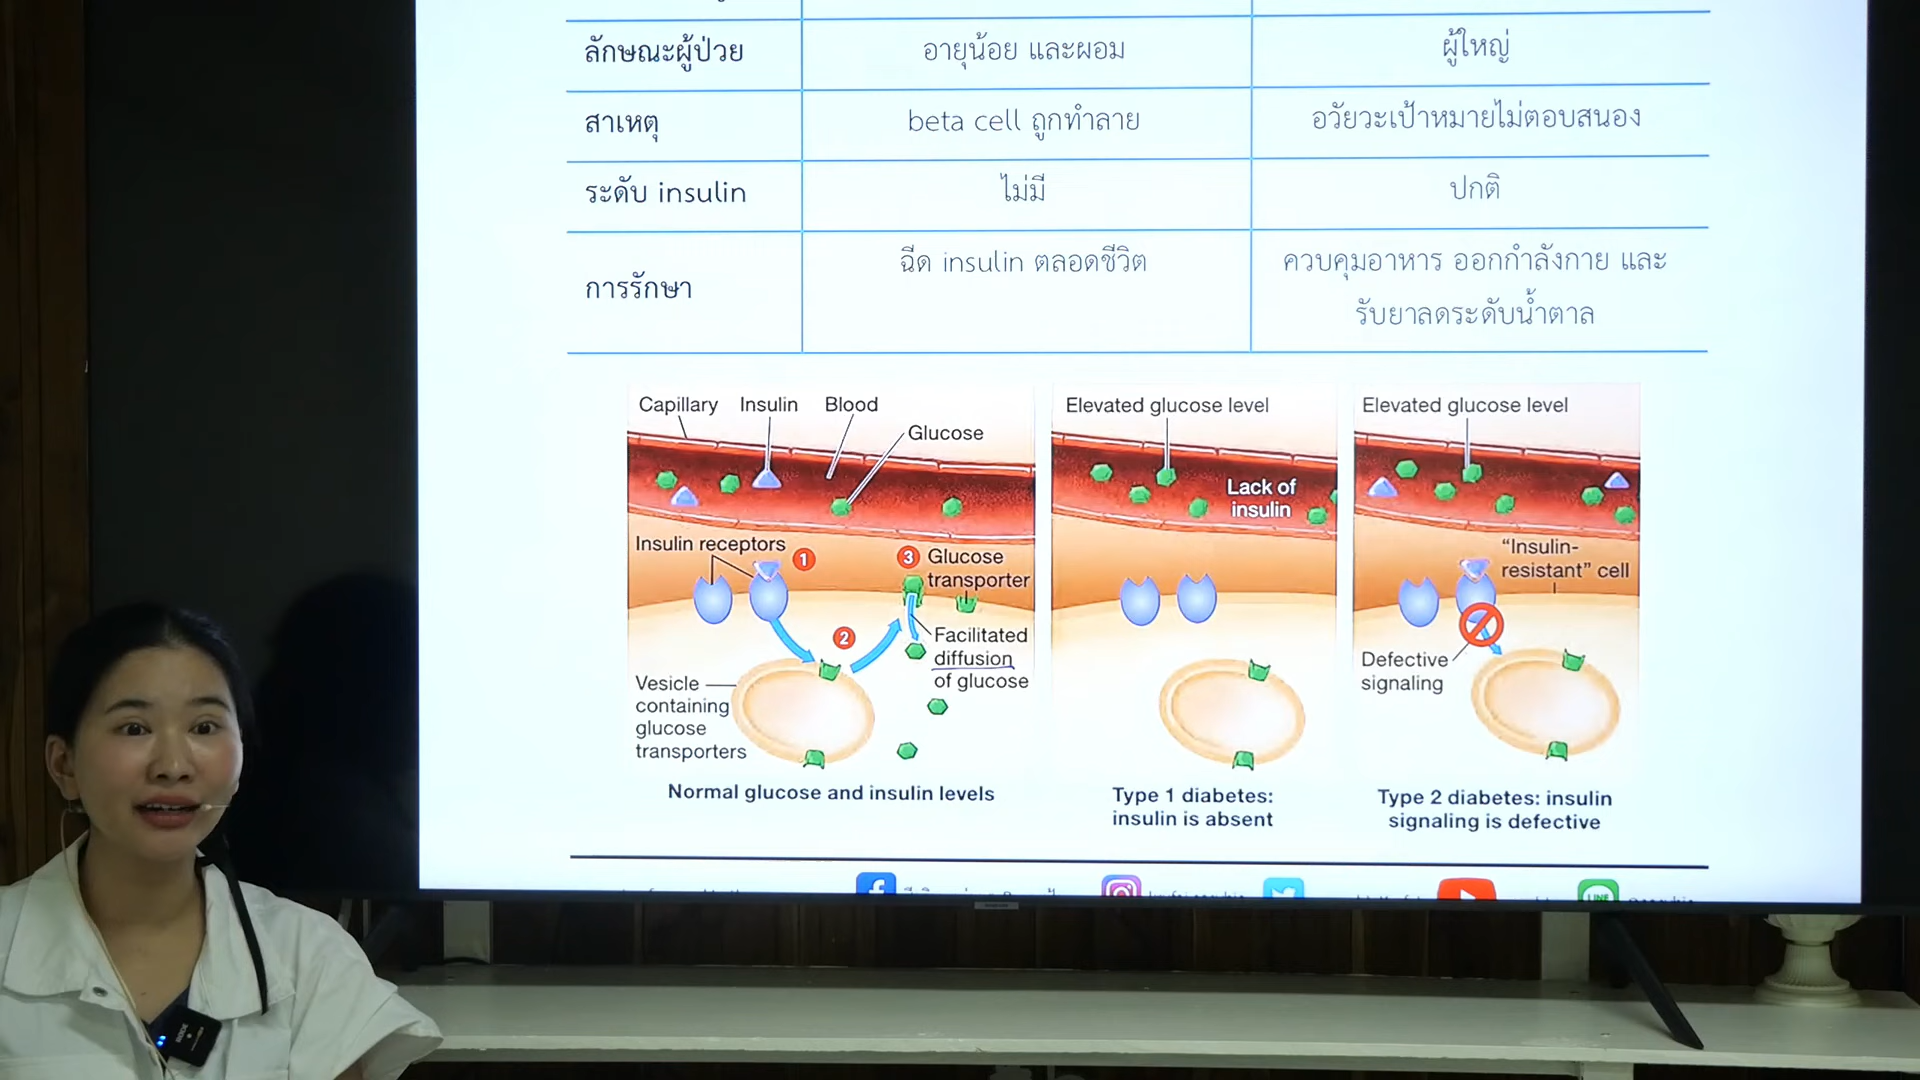 ลักษณะผู้ป่วย อายุน้อย และผอม ผู้ใหญ่
สาเหตุ beta cell ถูกทำลาย อวัยวะเป้าหมายไม่ตอบสนอง
ระดับ insulin ไม่มี ปกติ
การรักษา ฉีด insulin ตลอดชีวิต ควบคุมอาหาร ออกกำลังกาย และ
รับยาลดระดับน้ำตาล
Capillary Insulin Blood
Glucose
Insulin receptors 1
3 Glucose
transporter
2
Facilitated
diffusion
of glucose
Vesicle
containing
glucose
transporters
Normal glucose and insulin levels
Elevated glucose level
Lack of
insulin
Type 1 diabetes:
insulin is absent
Elevated glucose level
“Insulin-
resistant” cell
Defective
signaling
Type 2 diabetes: insulin
signaling is defective
LINE